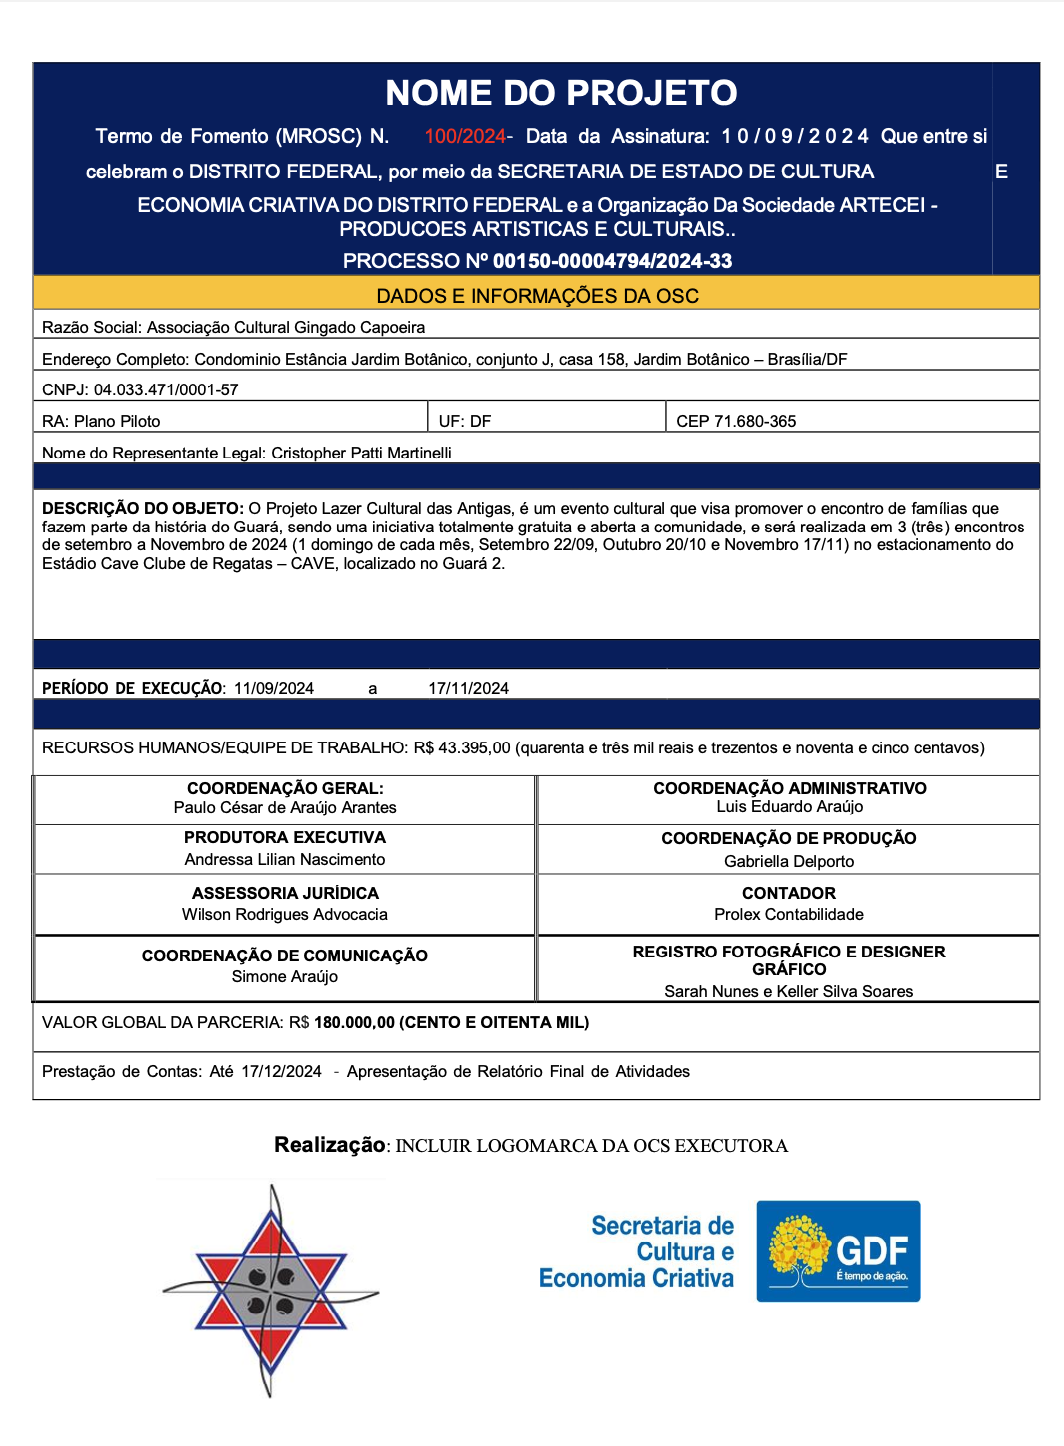 NOME DO PROJETO
Termo de Fomento (MROSC) N. 100/2024- Data da Assinatura: 10/09/2024 Que entre si
celebram o DISTRITO FEDERAL, por meio da SECRETARIA DE ESTADO DE CULTURA E
ECONOMIA CRIATIVA DO DISTRITO FEDERAL e a Organização Da Sociedade ARTECEI -
PRODUCOES ARTISTICAS E CULTURAIS..
PROCESSO Nº 00150-00004794/2024-33
DADOS E INFORMAÇÕES DA OSC
Razão Social: Associação Cultural Gingado Capoeira
Endereço Completo: Condominio Estância Jardim Botânico, conjunto J, casa 158, Jardim Botânico – Brasília/DF
CNPJ: 04.033.471/0001-57
RA: Plano Piloto UF: DF CEP 71.680-365
Nome do Representante Legal: Cristopher Patti Martinelli
DESCRIÇÃO DO OBJETO: O Projeto Lazer Cultural das Antigas, é um evento cultural que visa promover o encontro de famílias que
fazem parte da história do Guará, sendo uma iniciativa totalmente gratuita e aberta a comunidade, e será realizada em 3 (três) encontros
de setembro a Novembro de 2024 (1 domingo de cada mês, Setembro 22/09, Outubro 20/10 e Novembro 17/11) no estacionamento do
Estádio Cave Clube de Regatas – CAVE, localizado no Guará 2.
PERÍODO DE EXECUÇÃO: 11/09/2024 a 17/11/2024
RECURSOS HUMANOS/EQUIPE DE TRABALHO: R$ 43.395,00 (quarenta e três mil reais e trezentos e noventa e cinco centavos)
COORDENAÇÃO GERAL:
Paulo César de Araújo Arantes
COORDENAÇÃO ADMINISTRATIVO
Luis Eduardo Araújo
PRODUTORA EXECUTIVA
Andressa Lilian Nascimento
COORDENAÇÃO DE PRODUÇÃO
Gabriella Delporto
ASSESSORIA JURÍDICA
Wilson Rodrigues Advocacia
CONTADOR
Prolex Contabilidade
COORDENAÇÃO DE COMUNICAÇÃO
Simone Araújo
REGISTRO FOTOGRÁFICO E DESIGNER
GRÁFICO
Sarah Nunes e Keller Silva Soares
VALOR GLOBAL DA PARCERIA: R$ 180.000,00 (CENTO E OITENTA MIL)
Prestação de Contas: Até 17/12/2024 - Apresentação de Relatório Final de Atividades
Realização: INCLUIR LOGOMARCA DA OCS EXECUTORA
Secretaria de
Cultura e
Economia Criativa
GDF
É tempo de ação.